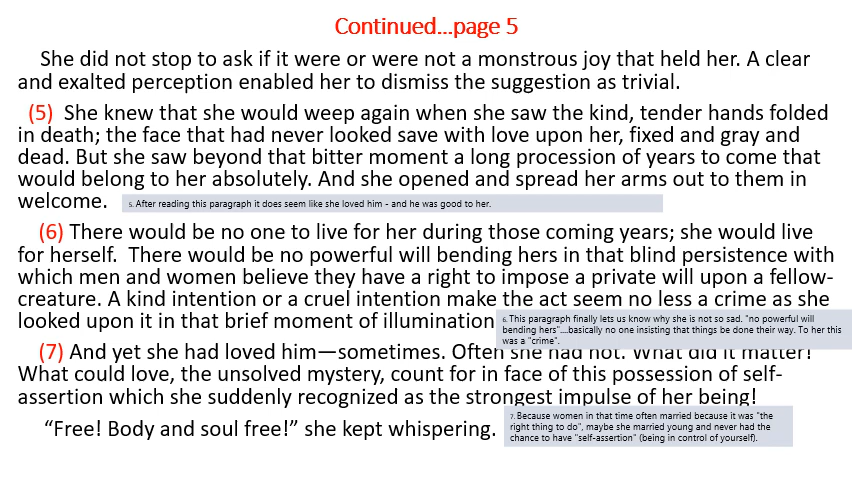 Continued...page 5
She did not stop to ask if it were or were not a monstrous joy that held her. A clear
and exalted perception enabled her to dismiss the suggestion as trivial.
(5) She knew that she would weep again when she saw the kind, tender hands folded
in death; the face that had never looked save with love upon her, fixed and gray and
dead. But she saw beyond that bitter moment a long procession of years to come that
would belong to her absolutely. And she opened and spread her arms out to them in
welcome.
5. After reading this paragraph it does seem like she loved him - and he was good to her.
(6) There would be no one to live for her during those coming years; she would live
for herself. There would be no powerful will bending hers in that blind persistence with
which men and women believe they have a right to impose a private will upon a fellow-
creature. A kind intention or a cruel intention make the act seem no less a crime as she
looked upon it in that brief moment of illumination
6. This paragraph finally lets us know why she is not so sad. "no powerful will
bending hers"....basically no one insisting that things be done their way. To her this
was a "crime".
(7) And yet she had loved him—sometimes. Often she had not. What did it matter!
What could love, the unsolved mystery, count for in face of this possession of self-
assertion which she suddenly recognized as the strongest impulse of her being!
7. Because women in that time often married because it was "the
right thing to do", maybe she married young and never had the
chance to have "self-assertion" (being in control of yourself).
“Free! Body and soul free!” she kept whispering.